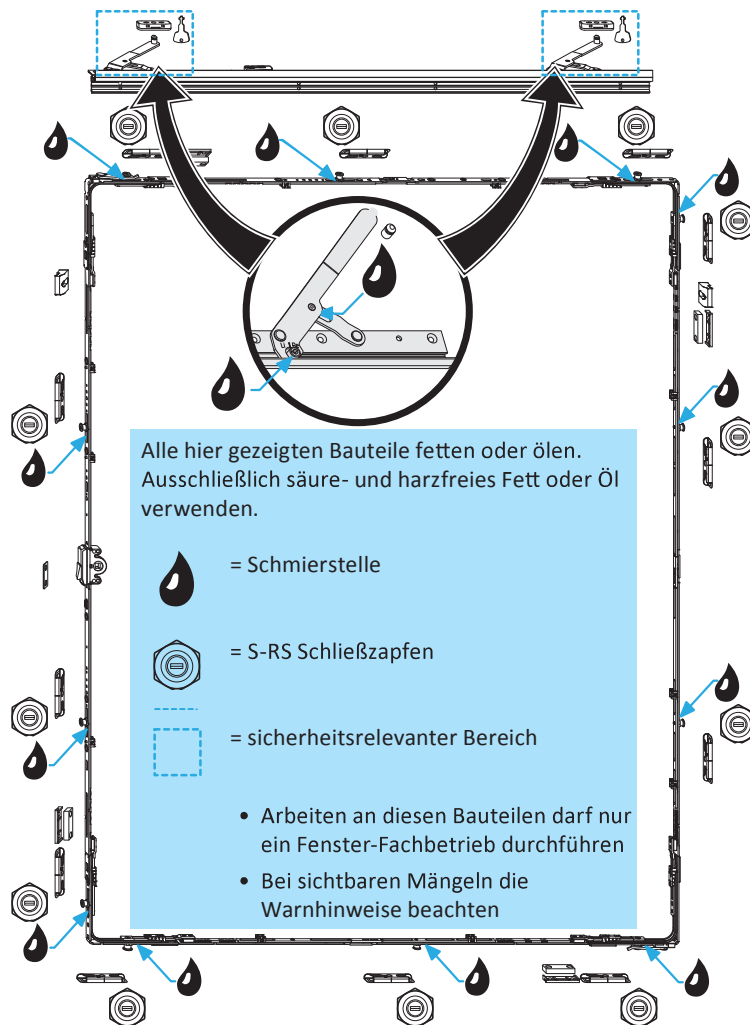 Alle hier gezeigten Bauteile fetten oder ölen.
Ausschließlich säure- und harzfreies Fett oder Öl
verwenden.
= Schmierstelle
= S-RS Schließzapfen
= sicherheitsrelevanter Bereich
• Arbeiten an diesen Bauteilen darf nur
ein Fenster-Fachbetrieb durchführen
• Bei sichtbaren Mängeln die
Warnhinweise beachten